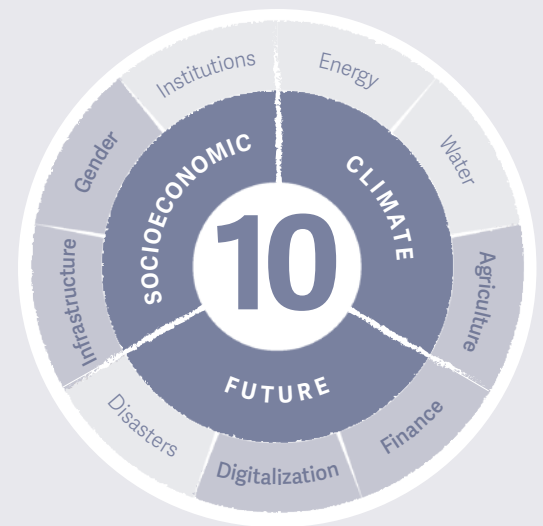 Institutions
Energy
Gender
Water
SOCIOECONOMIC
CLIMATE
10
Infrastructure
Agriculture
FUTURE
Disasters
Finance
Digitalization